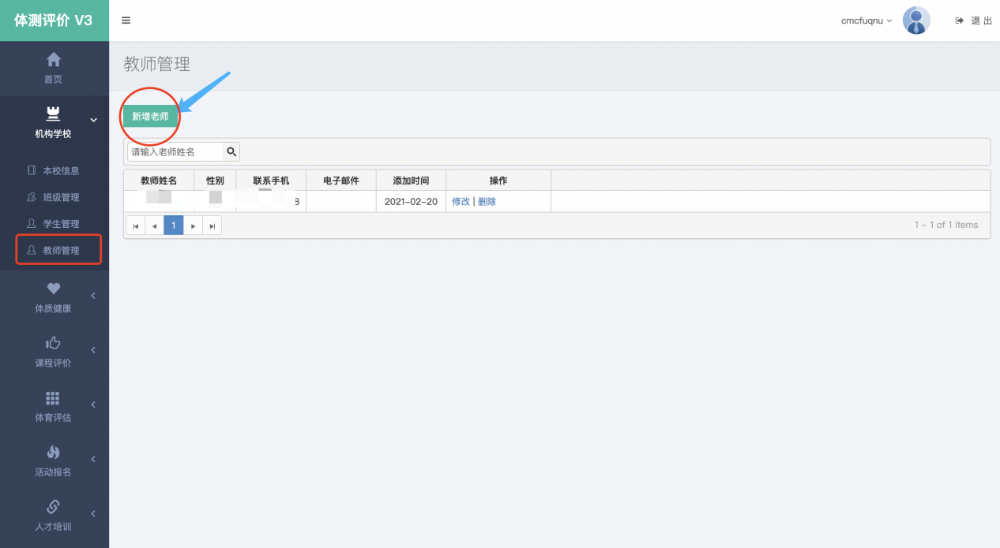 体测评价 V3
cmcfuqnu
退 出
首页
机构学校
本校信息
班级管理
学生管理
教师管理
体质健康
课程评价
体育评估
活动报名
人才培训
教师管理
新增老师
请输入老师姓名
教师姓名 性别 联系手机 电子邮件 添加时间 操作
8 2021-02-20 修改 | 删除
1
1 – 1 of 1 items